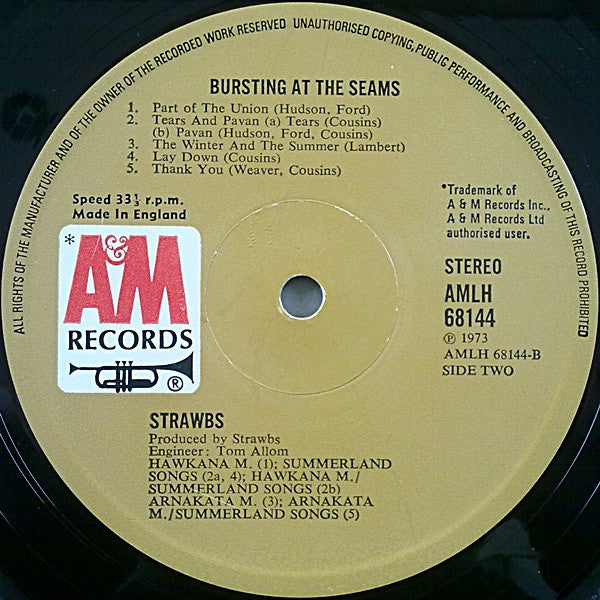 ALL RIGHTS OF THE MANUFACTURER AND OF THE OWNER OF THE RECORDED WORK RESERVED UNAUTHORISED COPYING, PUBLIC PERFORMANCE AND BROADCASTING OF THIS RECORD PROHIBITED
BURSTING AT THE SEAMS
1. Part of The Union (Hudson, Ford)
2. Tears And Pavan (a) Tears (Cousins)
(b) Pavan (Hudson, Ford, Cousins)
3. The Winter And The Summer (Lambert)
4. Lay Down (Cousins)
5. Thank You (Weaver, Cousins)
Speed 33⅓ r.p.m.
Made In England
*Trademark of
A & M Records Inc.,
A & M Records Ltd
authorised user.
* A&M
RECORDS
®
STEREO
AMLH
68144
℗ 1973
AMLH 68144-B
SIDE TWO
STRAWBS
Produced by Strawbs
Engineer: Tom Allom
HAWKANA M. (1); SUMMERLAND
SONGS (2a, 4); HAWKANA M./
SUMMERLAND SONGS (2b)
ARNAKATA M. (3); ARNAKATA
M./SUMMERLAND SONGS (5)